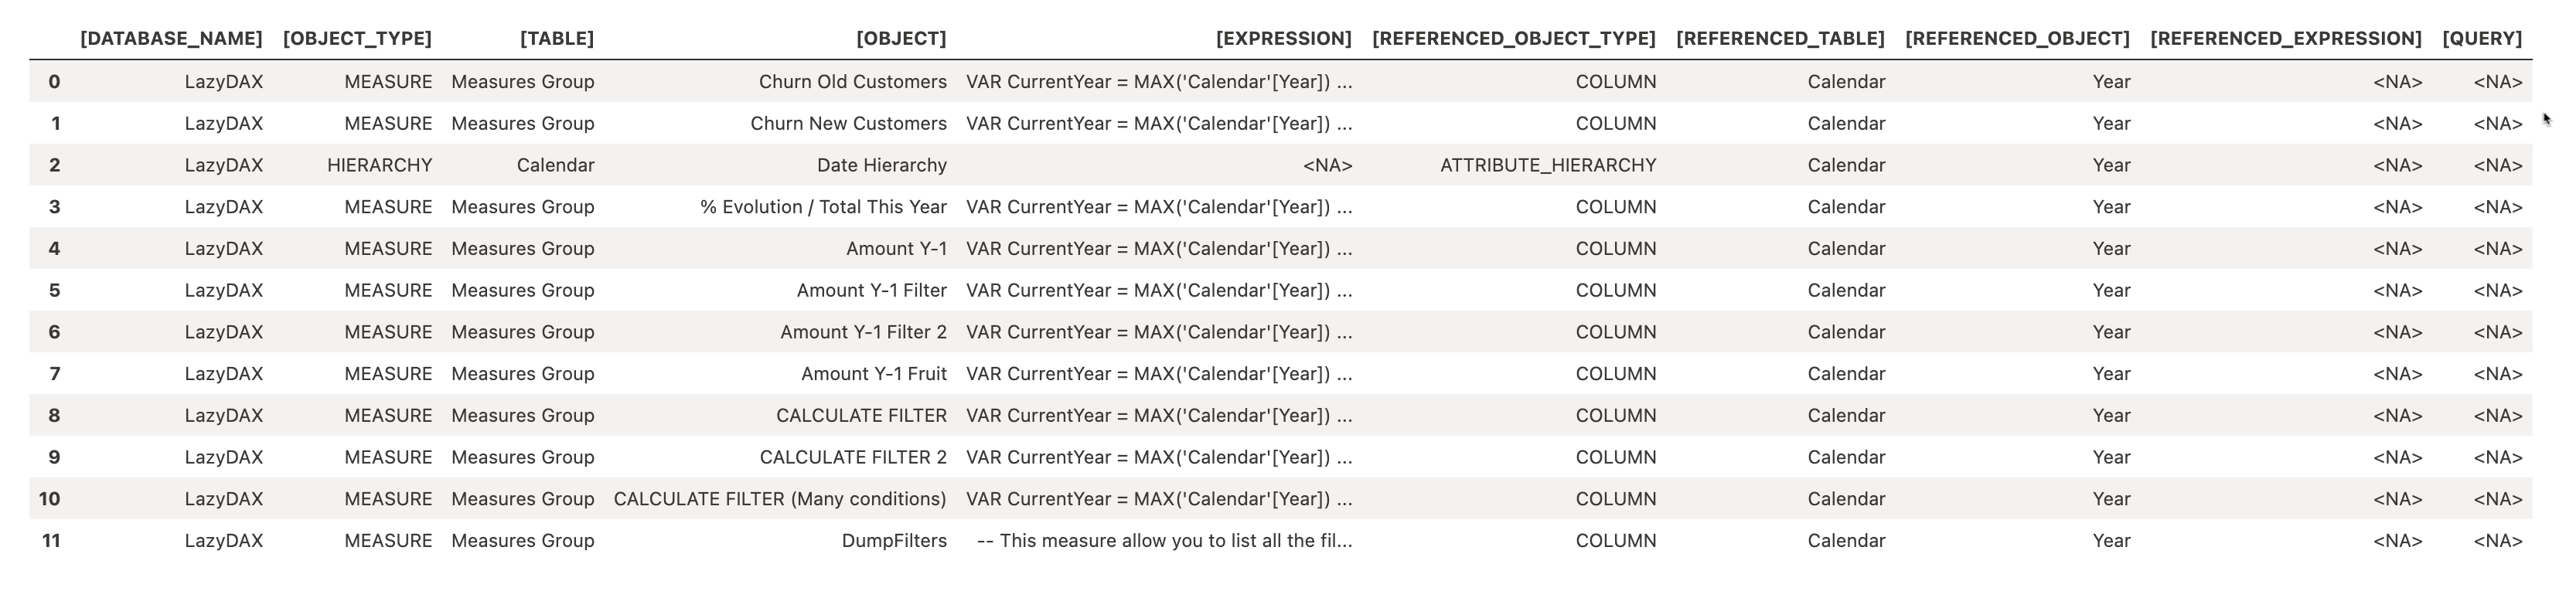 [DATABASE_NAME] [OBJECT_TYPE] [TABLE] [OBJECT] [EXPRESSION] [REFERENCED_OBJECT_TYPE] [REFERENCED_TABLE] [REFERENCED_OBJECT] [REFERENCED_EXPRESSION] [QUERY]
0 LazyDAX MEASURE Measures Group Churn Old Customers VAR CurrentYear = MAX('Calendar'[Year]) ... COLUMN Calendar Year <NA> <NA>
1 LazyDAX MEASURE Measures Group Churn New Customers VAR CurrentYear = MAX('Calendar'[Year]) ... COLUMN Calendar Year <NA> <NA>
2 LazyDAX HIERARCHY Calendar Date Hierarchy <NA> ATTRIBUTE_HIERARCHY Calendar Year <NA> <NA>
3 LazyDAX MEASURE Measures Group % Evolution / Total This Year VAR CurrentYear = MAX('Calendar'[Year]) ... COLUMN Calendar Year <NA> <NA>
4 LazyDAX MEASURE Measures Group Amount Y-1 VAR CurrentYear = MAX('Calendar'[Year]) ... COLUMN Calendar Year <NA> <NA>
5 LazyDAX MEASURE Measures Group Amount Y-1 Filter VAR CurrentYear = MAX('Calendar'[Year]) ... COLUMN Calendar Year <NA> <NA>
6 LazyDAX MEASURE Measures Group Amount Y-1 Filter 2 VAR CurrentYear = MAX('Calendar'[Year]) ... COLUMN Calendar Year <NA> <NA>
7 LazyDAX MEASURE Measures Group Amount Y-1 Fruit VAR CurrentYear = MAX('Calendar'[Year]) ... COLUMN Calendar Year <NA> <NA>
8 LazyDAX MEASURE Measures Group CALCULATE FILTER VAR CurrentYear = MAX('Calendar'[Year]) ... COLUMN Calendar Year <NA> <NA>
9 LazyDAX MEASURE Measures Group CALCULATE FILTER 2 VAR CurrentYear = MAX('Calendar'[Year]) ... COLUMN Calendar Year <NA> <NA>
10 LazyDAX MEASURE Measures Group CALCULATE FILTER (Many conditions) VAR CurrentYear = MAX('Calendar'[Year]) ... COLUMN Calendar Year <NA> <NA>
11 LazyDAX MEASURE Measures Group DumpFilters -- This measure allow you to list all the fil... COLUMN Calendar Year <NA> <NA>